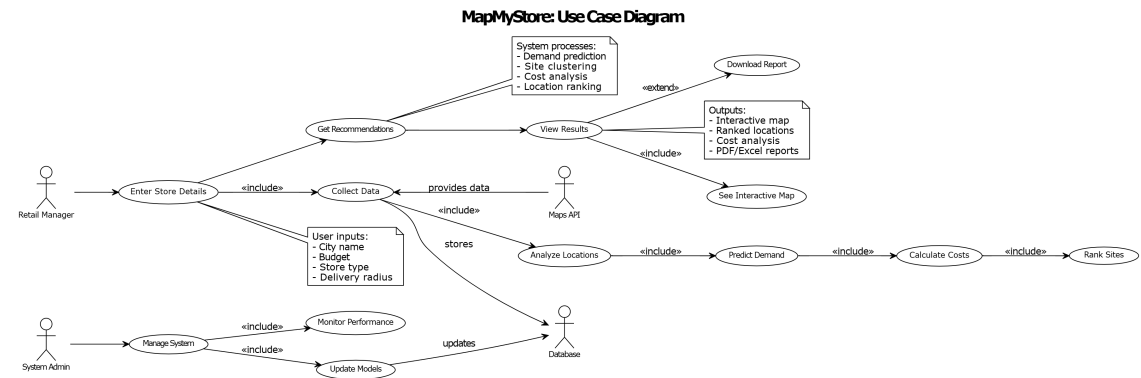 MapMyStore: Use Case Diagram
System processes:
- Demand prediction
- Site clustering
- Cost analysis
- Location ranking
Download Report
«extend»
Outputs:
- Interactive map
- Ranked locations
- Cost analysis
- PDF/Excel reports
Get Recommendations
View Results
«include»
See Interactive Map
Retail Manager
Enter Store Details
«include»
Collect Data
provides data
Maps API
«include»
User inputs:
- City name
- Budget
- Store type
- Delivery radius
stores
Analyze Locations
«include»
Predict Demand
«include»
Calculate Costs
«include»
Rank Sites
System Admin
Manage System
«include»
Monitor Performance
«include»
Update Models
updates
Database